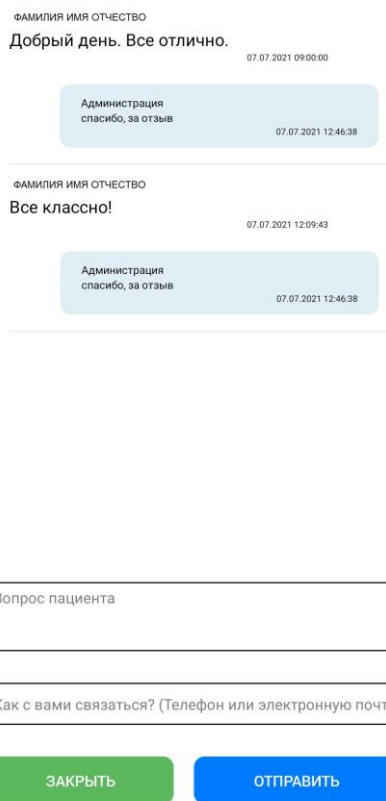 ФАМИЛИЯ ИМЯ ОТЧЕСТВО
Добрый день. Все отлично.
07.07.2021 09:00:00
Администрация
спасибо, за отзыв
07.07.2021 12:46:38
ФАМИЛИЯ ИМЯ ОТЧЕСТВО
Все классно!
07.07.2021 12:09:43
Администрация
спасибо, за отзыв
07.07.2021 12:46:38
Вопрос пациента
Как с вами связаться? (Телефон или электронную почт
ЗАКРЫТЬ
ОТПРАВИТЬ